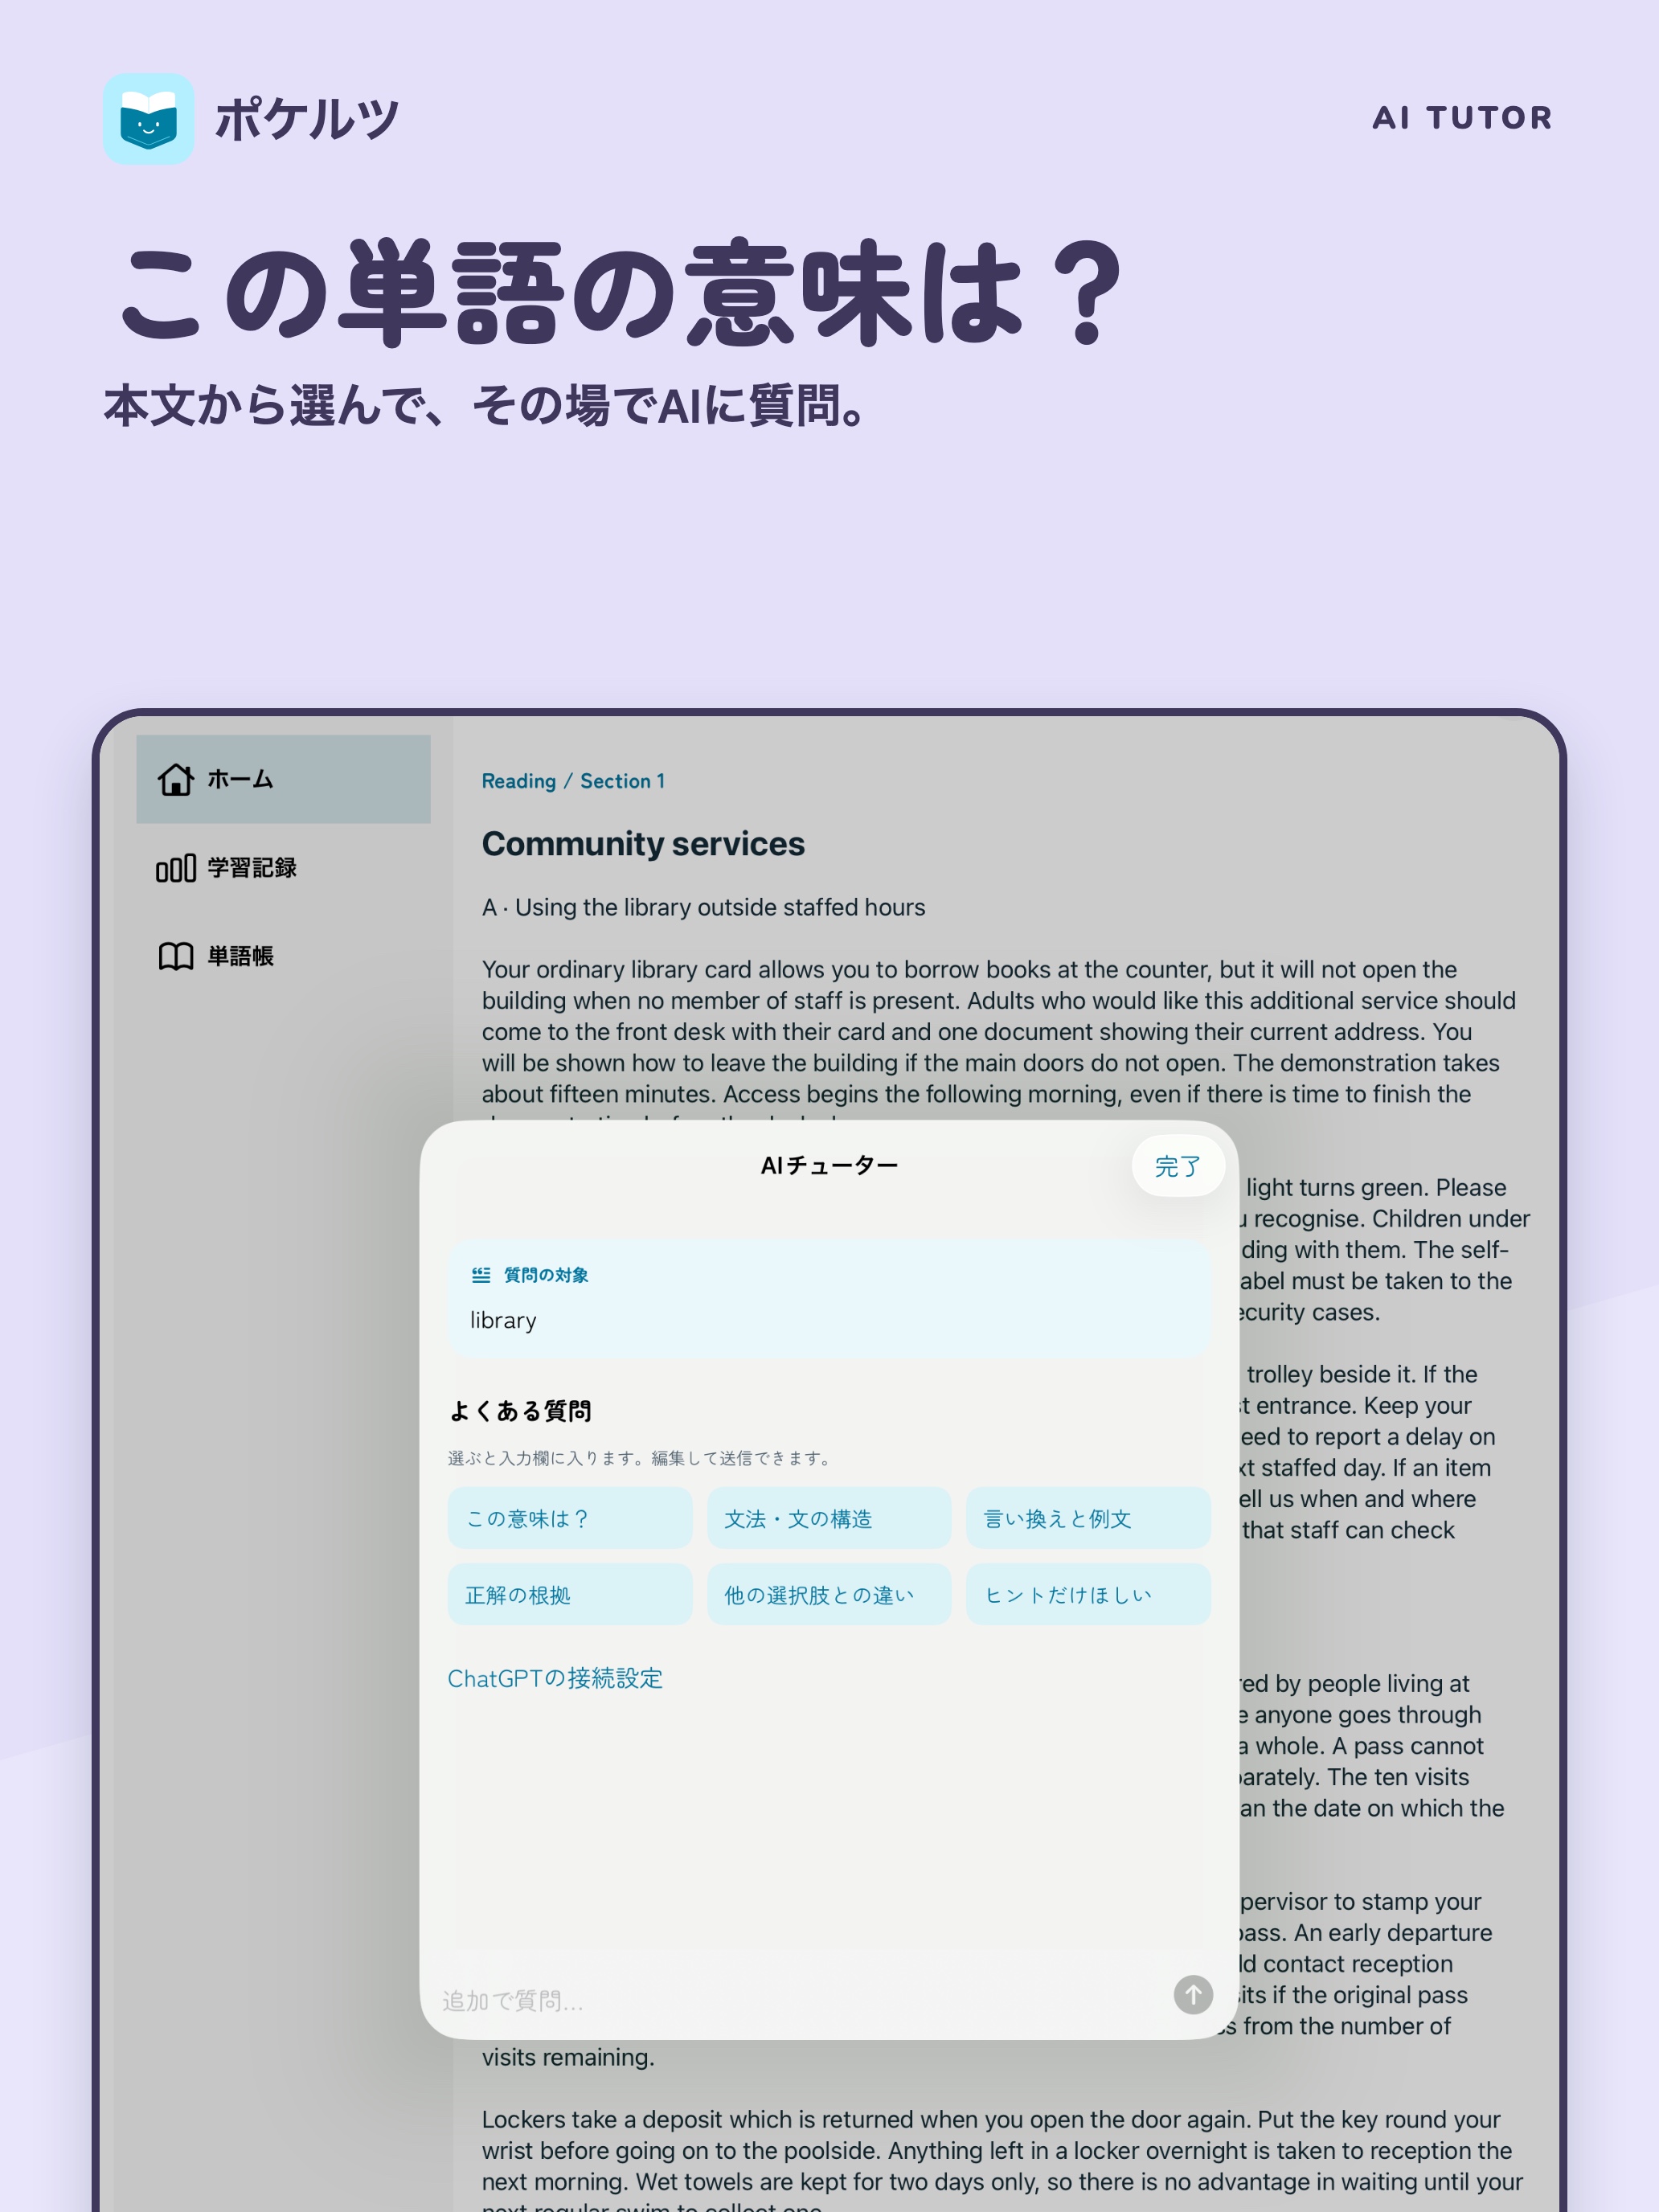 ポケルツ
AI TUTOR
この単語の意味は？
本文から選んで、その場でAIに質問。
ホーム
学習記録
単語帳
Reading / Section 1
Community services
A · Using the library outside staffed hours
Your ordinary library card allows you to borrow books at the counter, but it will not open the
building when no member of staff is present. Adults who would like this additional service should
come to the front desk with their card and one document showing their current address. You
will be shown how to leave the building if the main doors do not open. The demonstration takes
about fifteen minutes. Access begins the following morning, even if there is time to finish the
light turns green. Please
recognise. Children under
with them. The self-
must be taken to the
cases.
trolley beside it. If the
entrance. Keep your
to report a delay on
staffed day. If an item
us when and where
that staff can check
by people living at
anyone goes through
a whole. A pass cannot
The ten visits
an the date on which the
to stamp your
An early departure
contact reception
if the original pass
from the number of
visits remaining.
Lockers take a deposit which is returned when you open the door again. Put the key round your
wrist before going on to the poolside. Anything left in a locker overnight is taken to reception the
next morning. Wet towels are kept for two days only, so there is no advantage in waiting until your
AIチューター
完了
質問の対象
library
よくある質問
選ぶと入力欄に入ります。編集して送信できます。
この意味は？
文法・文の構造
言い換えと例文
正解の根拠
他の選択肢との違い
ヒントだけほしい
ChatGPTの接続設定
追加で質問...